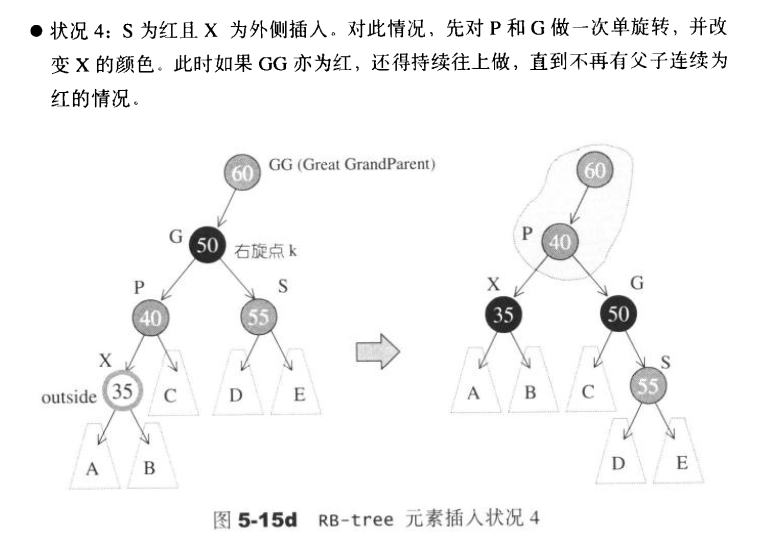 ● 状况 4：S 为红且 X 为外侧插入。对此情况，先对 P 和 G 做一次单旋转，并改
变 X 的颜色。此时如果 GG 亦为红，还得持续往上做，直到不再有父子连续为
红的情况。
60 GG (Great GrandParent) 60
G 50 右旋点 k P 40
P S X G
40 55 35 50
X S
outside 35 C D E A B C 55
A B D E
图 5-15d RB-tree 元素插入状况 4